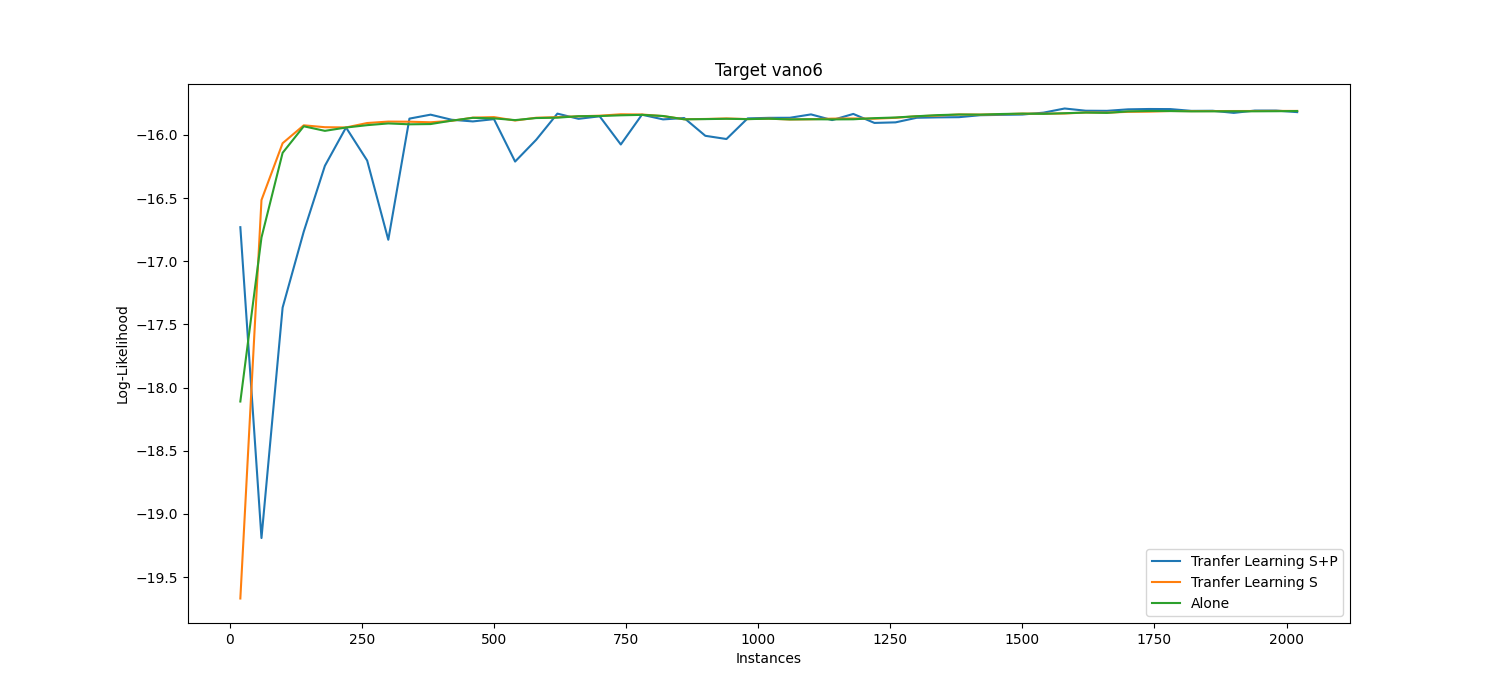 Target vano6
Log-Likelihood
−16.0
−16.5
−17.0
−17.5
−18.0
−18.5
−19.0
−19.5
0 250 500 750 1000 1250 1500 1750 2000
Instances
Tranfer Learning S+P
Tranfer Learning S
Alone